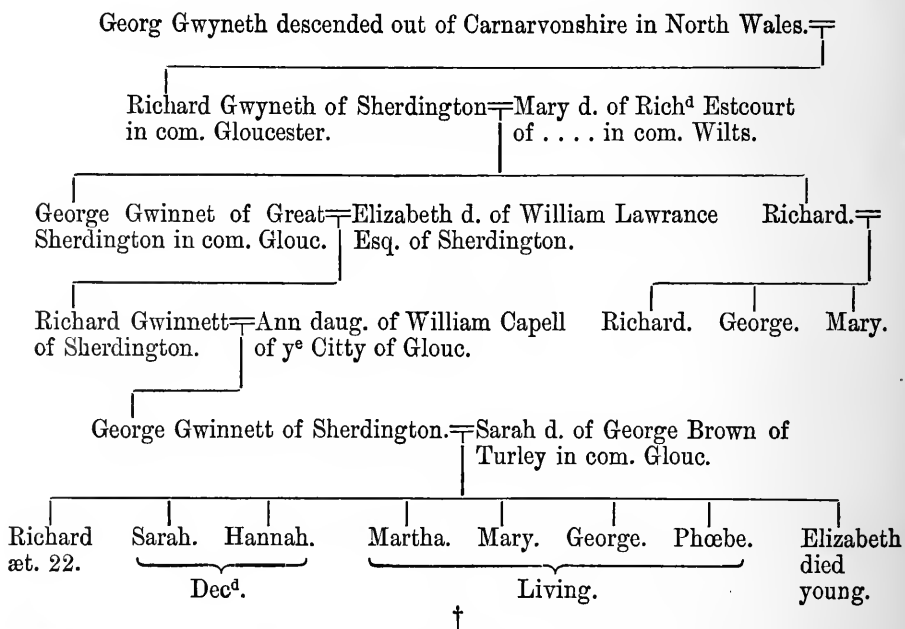 Georg Gwyneth descended out of Carnarvonshire in North Wales.
Richard Gwyneth of Sherdington
in com. Gloucester.
Mary d. of Richᵈ Estcourt
of . . . . in com. Wilts.
George Gwinnet of Great
Sherdington in com. Glouc.
Elizabeth d. of William Lawrance
Esq. of Sherdington.
Richard.
Richard Gwinnett
of Sherdington.
Ann daug. of William Capell
of yᵉ Citty of Glouc.
Richard. George. Mary.
George Gwinnett of Sherdington.
Sarah d. of George Brown of
Turley in com. Glouc.
Richard
æt. 22.
Sarah. Hannah.
Decᵈ.
Martha. Mary. George. Phœbe.
Living.
Elizabeth
died
young.
†